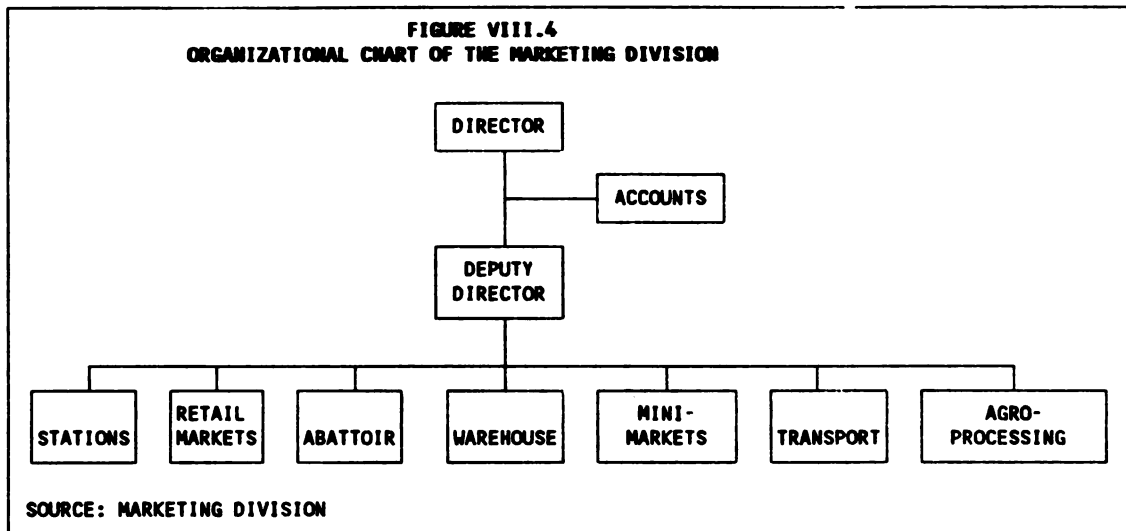 FIGURE VIII.4
ORGANIZATIONAL CHART OF THE MARKETING DIVISION
DIRECTOR
ACCOUNTS
DEPUTY
DIRECTOR
STATIONS
RETAIL
MARKETS
ABATTOIR
WAREHOUSE
MINI-
MARKETS
TRANSPORT
AGRO-
PROCESSING
SOURCE: MARKETING DIVISION